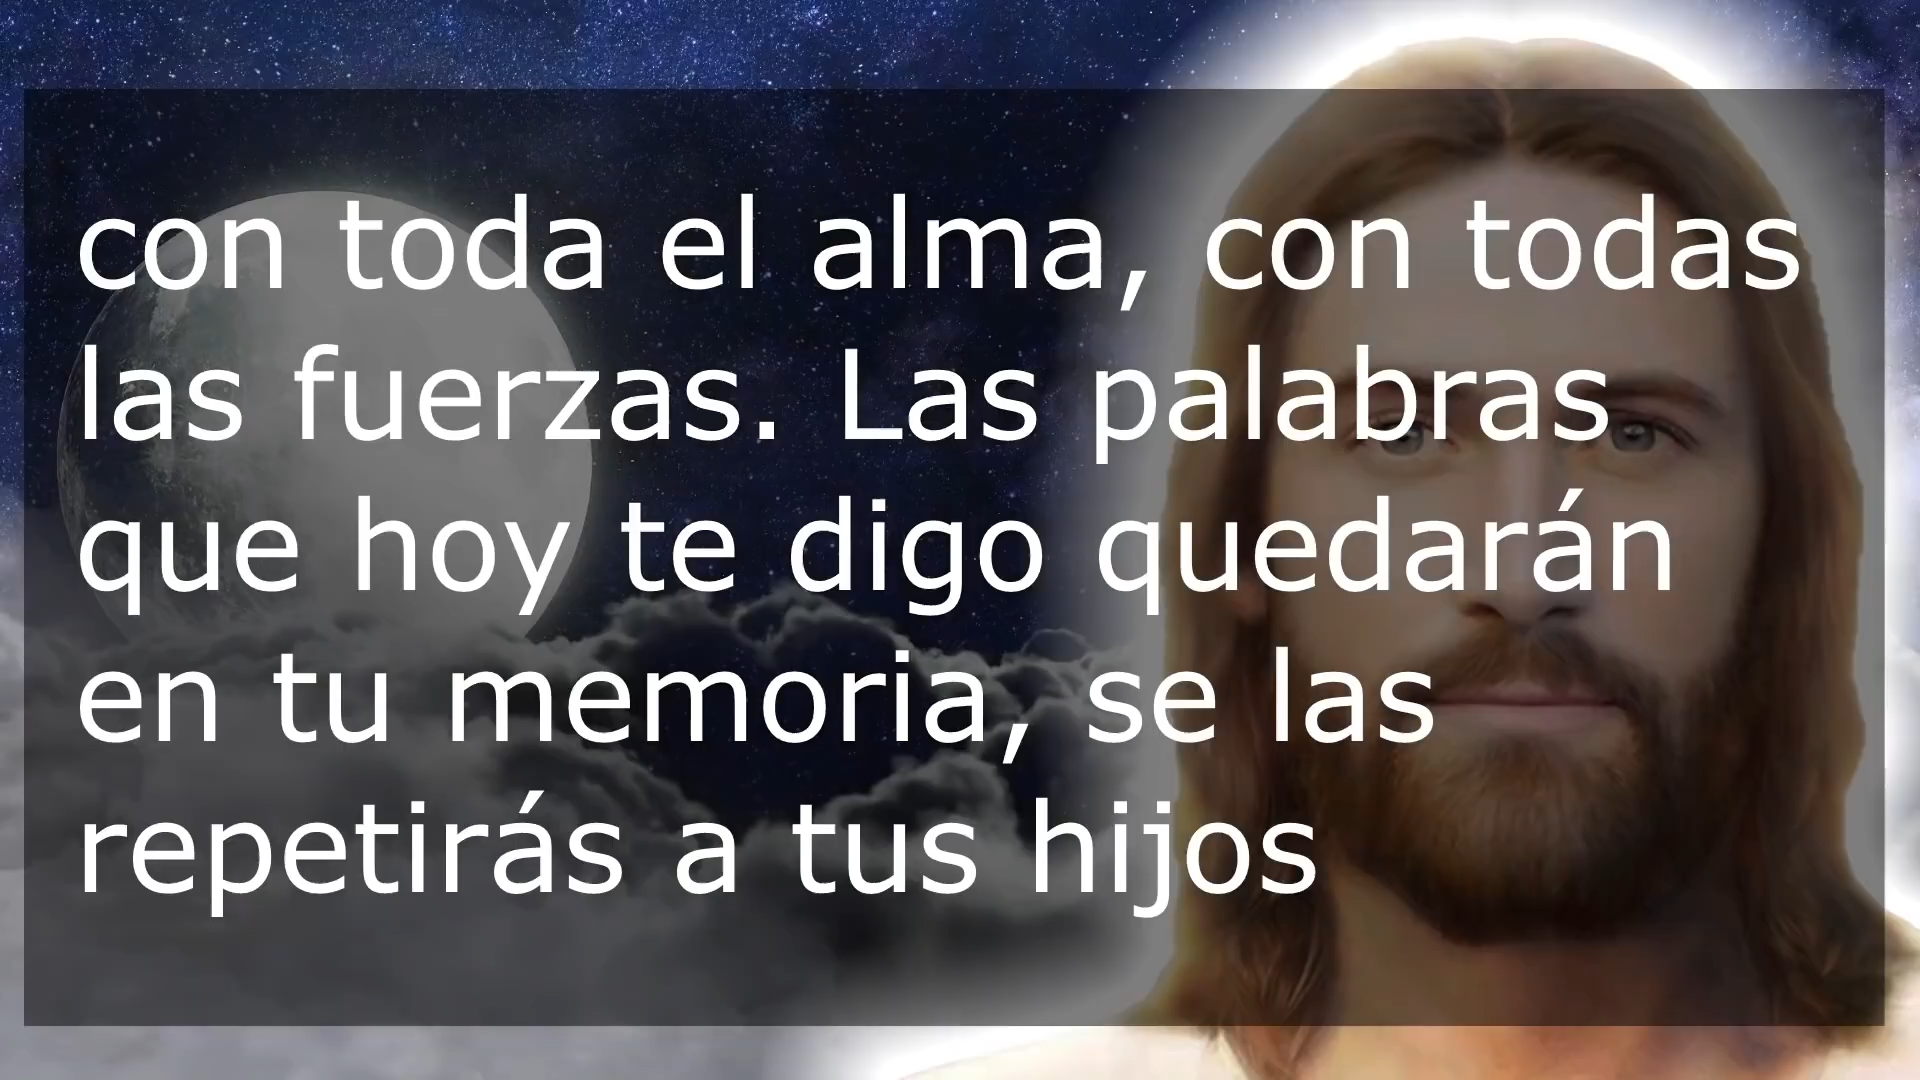 con toda el alma, con todas
las fuerzas. Las palabras
que hoy te digo quedarán
en tu memoria, se las
repetirás a tus hijos